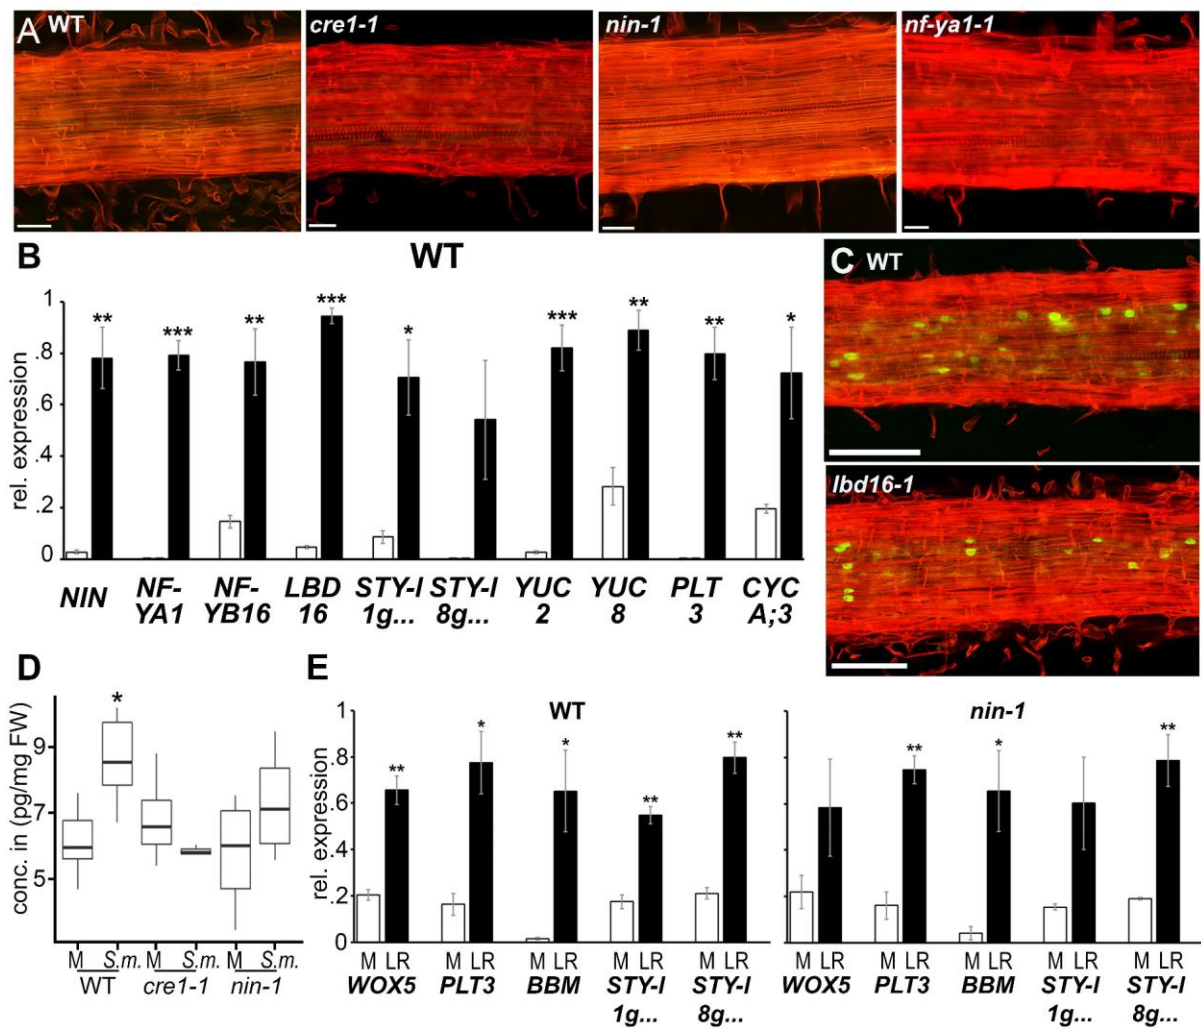 A WT
cre1-1
nin-1
nf-ya1-1
B
WT
rel. expression
1
.8
.6
.4
.2
0
**
***
**
***
*
***
**
**
*
NIN
NF-
YA1
NF-
YB16
LBD
16
STY-I
1g...
STY-I
8g...
YUC
2
YUC
8
PLT
3
CYC
A;3
C WT
lbd16-1
D
conc. in (pg/mg FW)
9
7
5
*
M S.m. M S.m. M S.m.
WT cre1-1 nin-1
E
WT
rel. expression
1
0.8
0.6
.4
.2
0
**
*
*
**
**
M LR M LR M LR M LR M LR
WOX5 PLT3 BBM STY-I STY-I
1g... 8g...
nin-1
**
*
**
M LR M LR M LR M LR M LR
WOX5 PLT3 BBM STY-I STY-I
1g... 8g...